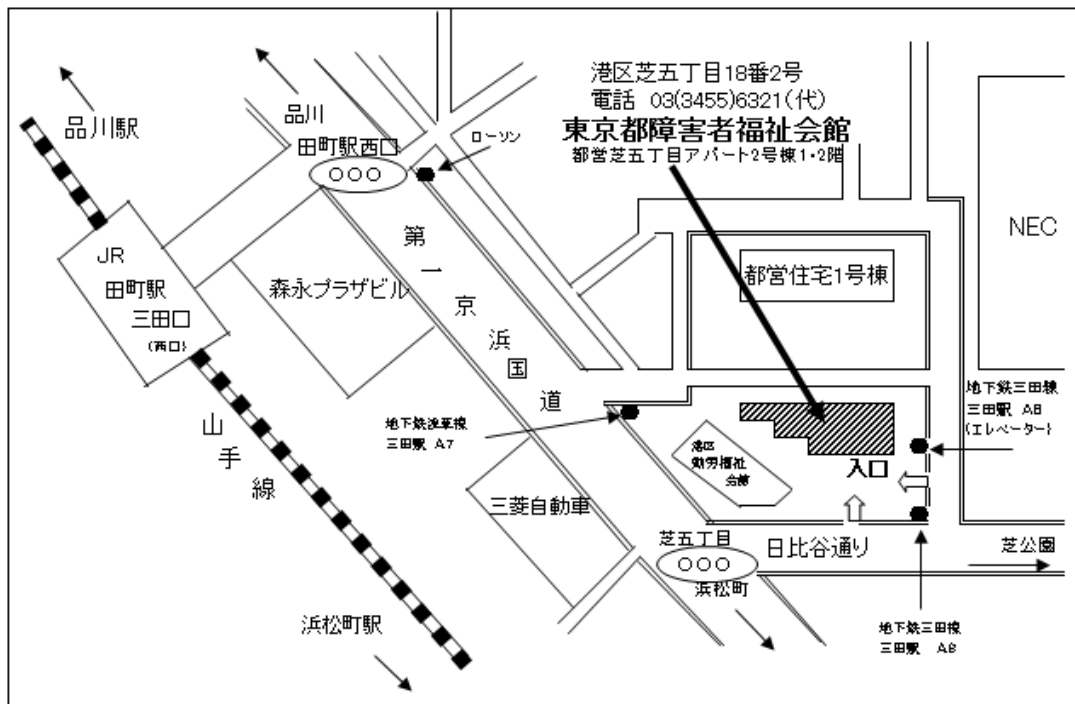 港区芝五丁目18番2号
電話 03(3455)6321(代)
東京都障害者福祉会館
都営芝五丁目アパート2号棟1・2階
品川駅
品川
田町駅西口
ローソン
NEC
JR
田町駅
三田口
(西口)
森永プラザビル
第一京浜
国
道
都営住宅1号棟
地下鉄浅草線
三田駅 A7
地下鉄三田線
三田駅
(エレベーター)
山手線
港区
勤労福祉
会館
入口
三菱自動車
芝五丁目
日比谷通り
芝公園
浜松町
浜松町駅
地下鉄三田線
三田駅